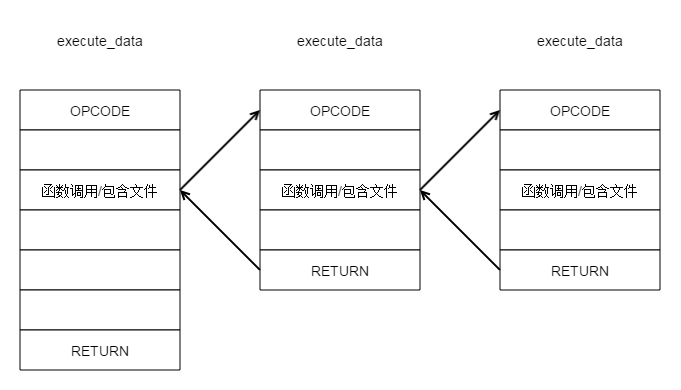 execute_data
execute_data
execute_data
OPCODE
OPCODE
OPCODE
函数调用/包含文件
函数调用/包含文件
函数调用/包含文件
RETURN
RETURN
RETURN